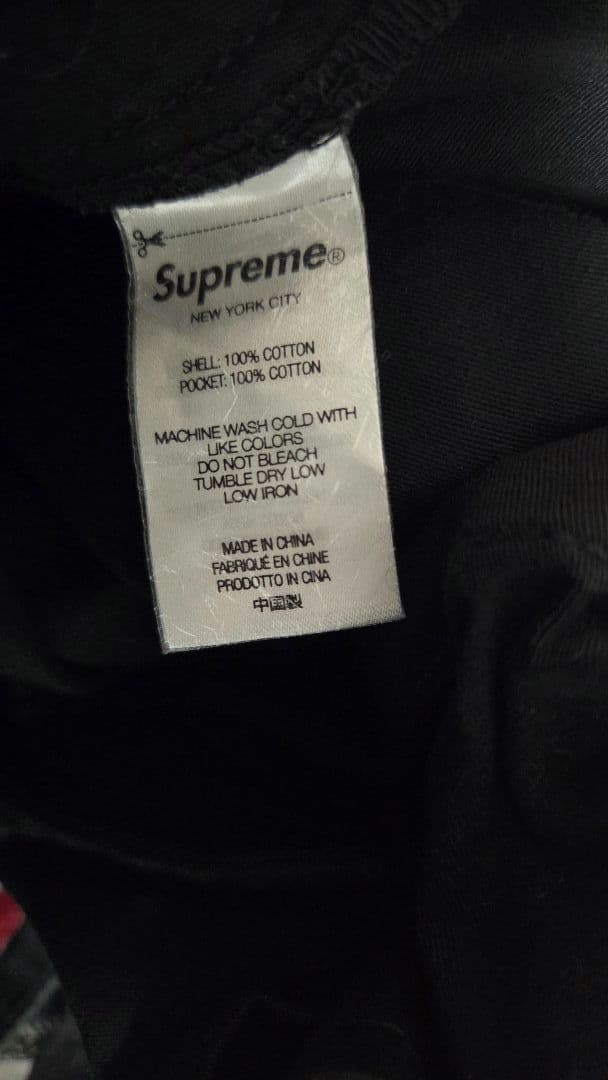 Supreme®
NEW YORK CITY
SHELL: 100% COTTON
POCKET: 100% COTTON
MACHINE WASH COLD WITH
LIKE COLORS
DO NOT BLEACH
TUMBLE DRY LOW
LOW IRON
MADE IN CHINA
FABRIQUÉ EN CHINE
PRODOTTO IN CINA
中国製